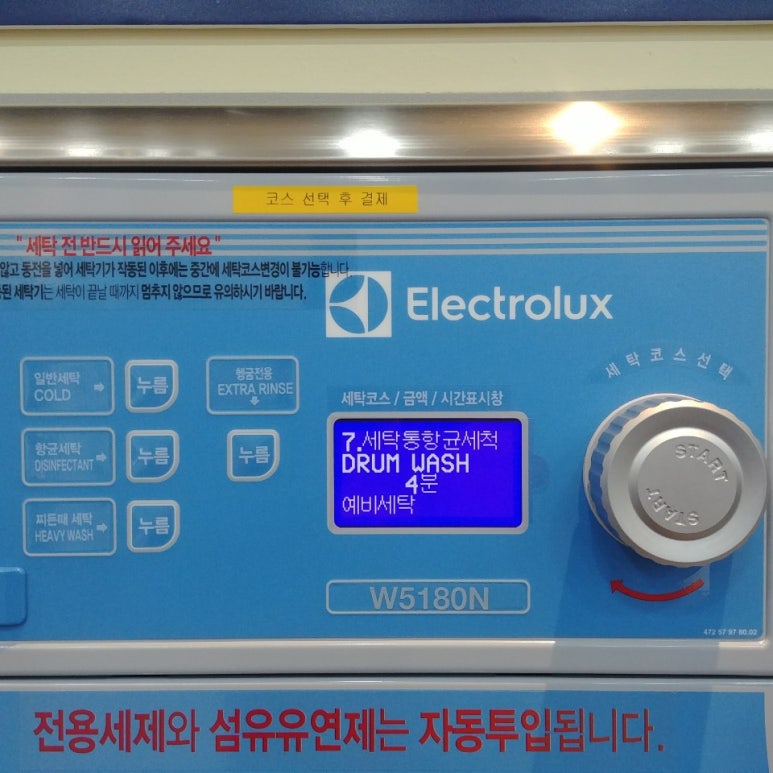 코스 선택 후 결제
" 세탁 전 반드시 읽어 주세요 "
않고 동전을 넣어 세탁기가 작동된 이후에는 중간에 세탁코스변경이 불가능합니다.
세탁기는 세탁이 끝날 때까지 멈추지 않으므로 유의하시기 바랍니다.
Electrolux
세탁코스선택
일반세탁
COLD
누름
헹굼전용
EXTRA RINSE
세탁코스 / 금액 / 시간표시창
항균세탁
DISINFECTANT
누름
누름
7.세탁통항균세척
DRUM WASH
4분
예비세탁
START
START
찌든때 세탁
HEAVY WASH
누름
W5180N
472 57 97 80.02
전용세제와 섬유유연제는 자동투입됩니다.